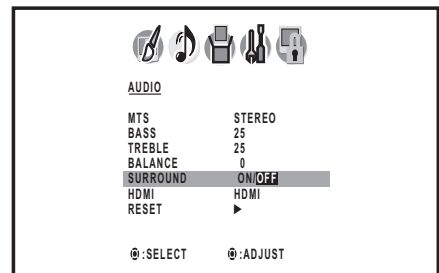 AUDIO
MTS STEREO
BASS 25
TREBLE 25
BALANCE 0
SURROUND ON/OFF
HDMI HDMI
RESET ▶
:SELECT :ADJUST